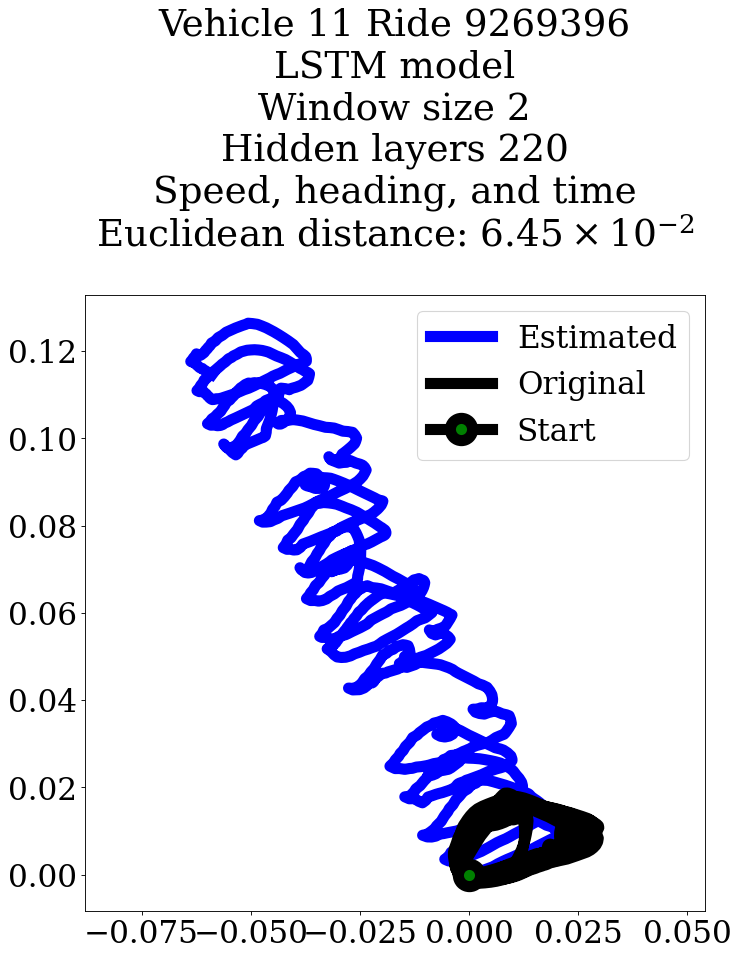 Vehicle 11 Ride 9269396
LSTM model
Window size 2
Hidden layers 220
Speed, heading, and time
Euclidean distance: 6.45 × 10⁻²
Estimated
Original
Start
0.12
0.10
0.08
0.06
0.04
0.02
0.00
−0.075 −0.050 −0.025 0.000 0.025 0.050